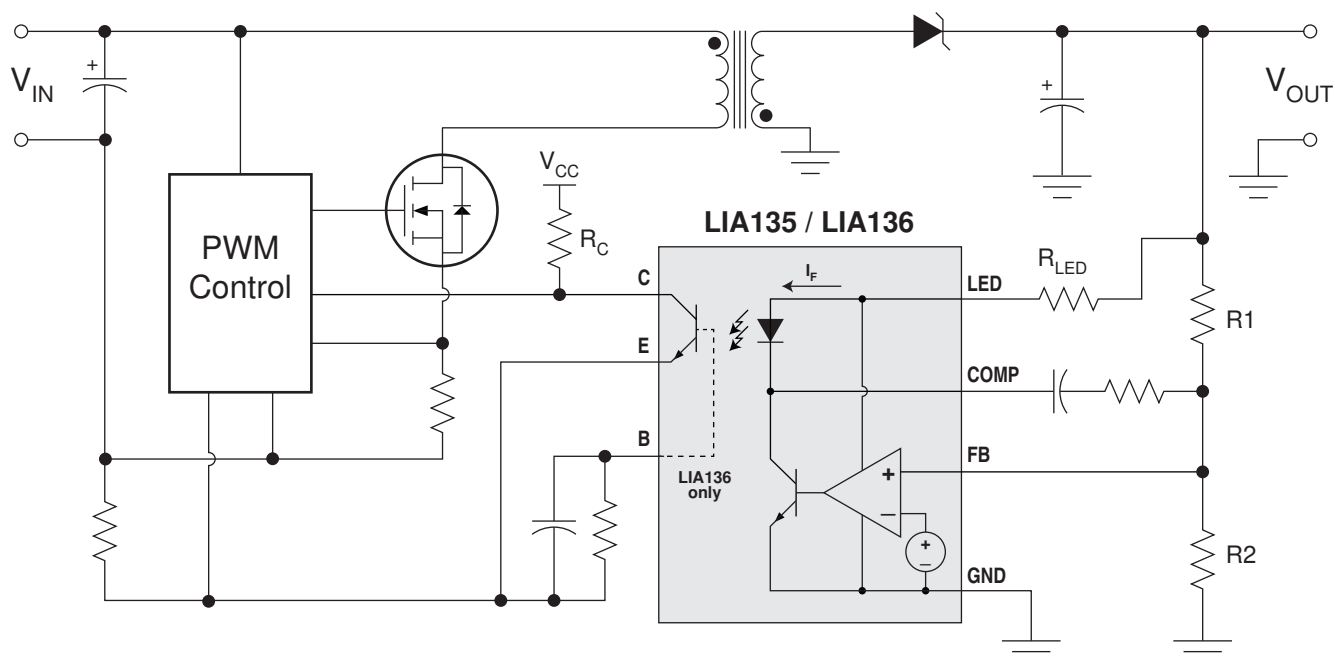 V_IN
+
+
V_OUT
V_CC
R_C
PWM
Control
LIA135 / LIA136
I_F
R_LED
C
LED
R1
E
COMP
B
FB
LIA136
only
+
–
+
–
R2
GND